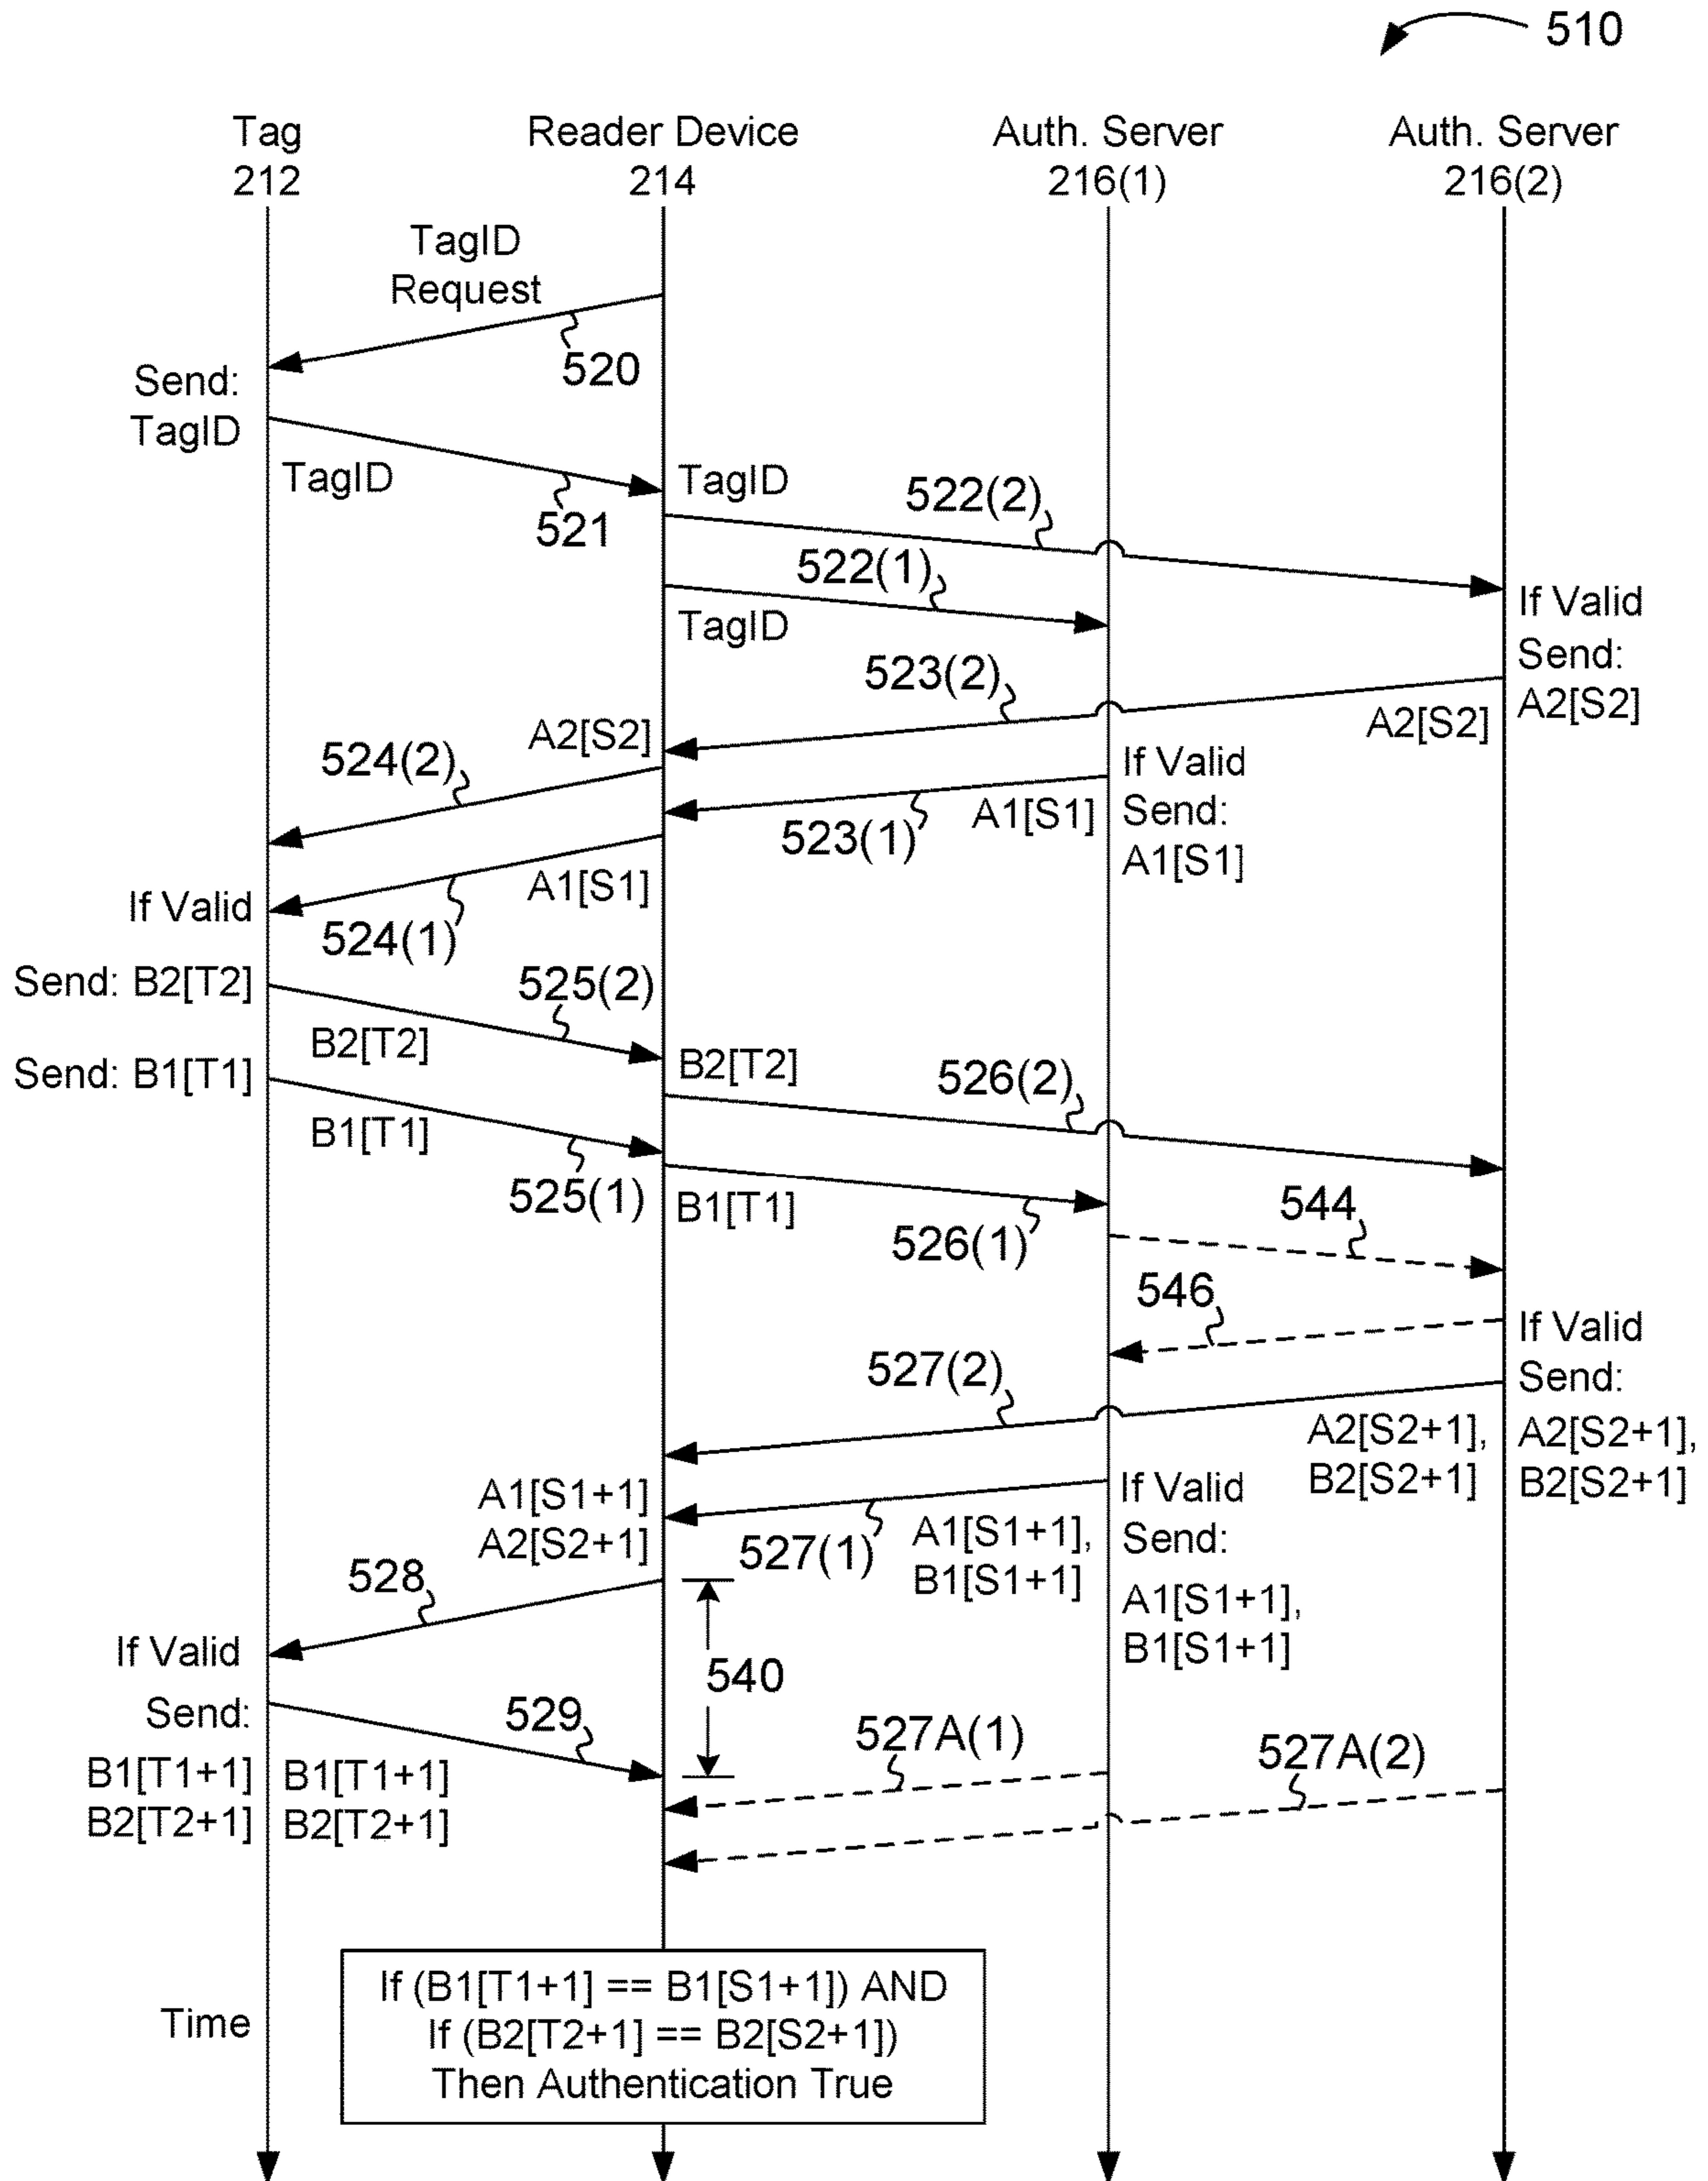 510
Tag
212
Reader Device
214
Auth. Server
216(1)
Auth. Server
216(2)
TagID
Request
520
Send:
TagID
TagID
521
TagID
522(2)
522(1)
TagID
If Valid
Send:
A2[S2]
523(2)
A2[S2]
A2[S2]
524(2)
If Valid
Send:
A1[S1]
A1[S1]
523(1)
A1[S1]
If Valid
524(1)
Send: B2[T2]
525(2)
B2[T2]
B2[T2]
Send: B1[T1]
526(2)
B1[T1]
525(1)
B1[T1]
526(1)
544
546
If Valid
Send:
A2[S2+1],
B2[S2+1]
527(2)
A2[S2+1],
B2[S2+1]
A1[S1+1]
A2[S2+1]
If Valid
Send:
A1[S1+1],
B1[S1+1]
527(1)
A1[S1+1],
B1[S1+1]
528
If Valid
540
Send:
529
527A(1)
527A(2)
B1[T1+1]
B2[T2+1]
B1[T1+1]
B2[T2+1]
If (B1[T1+1] == B1[S1+1]) AND
If (B2[T2+1] == B2[S2+1])
Then Authentication True
Time